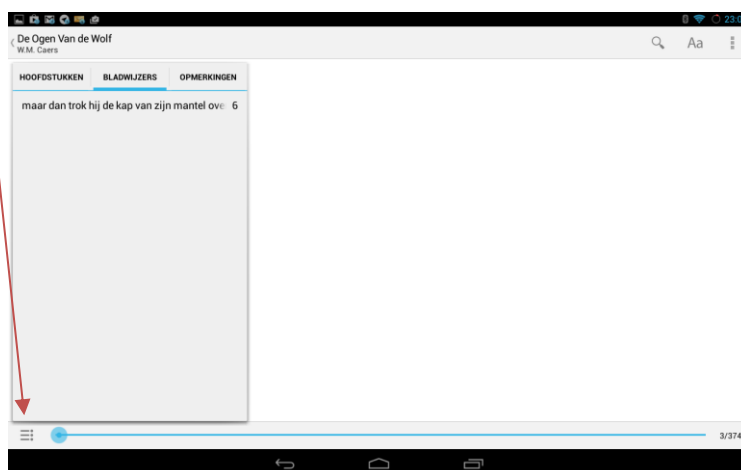 De Ogen Van de Wolf
W.M. Caers
Aa
HOOFDSTUKKEN BLADWIJZERS OPMERKINGEN
maar dan trok hij de kap van zijn mantel ove 6
3/374